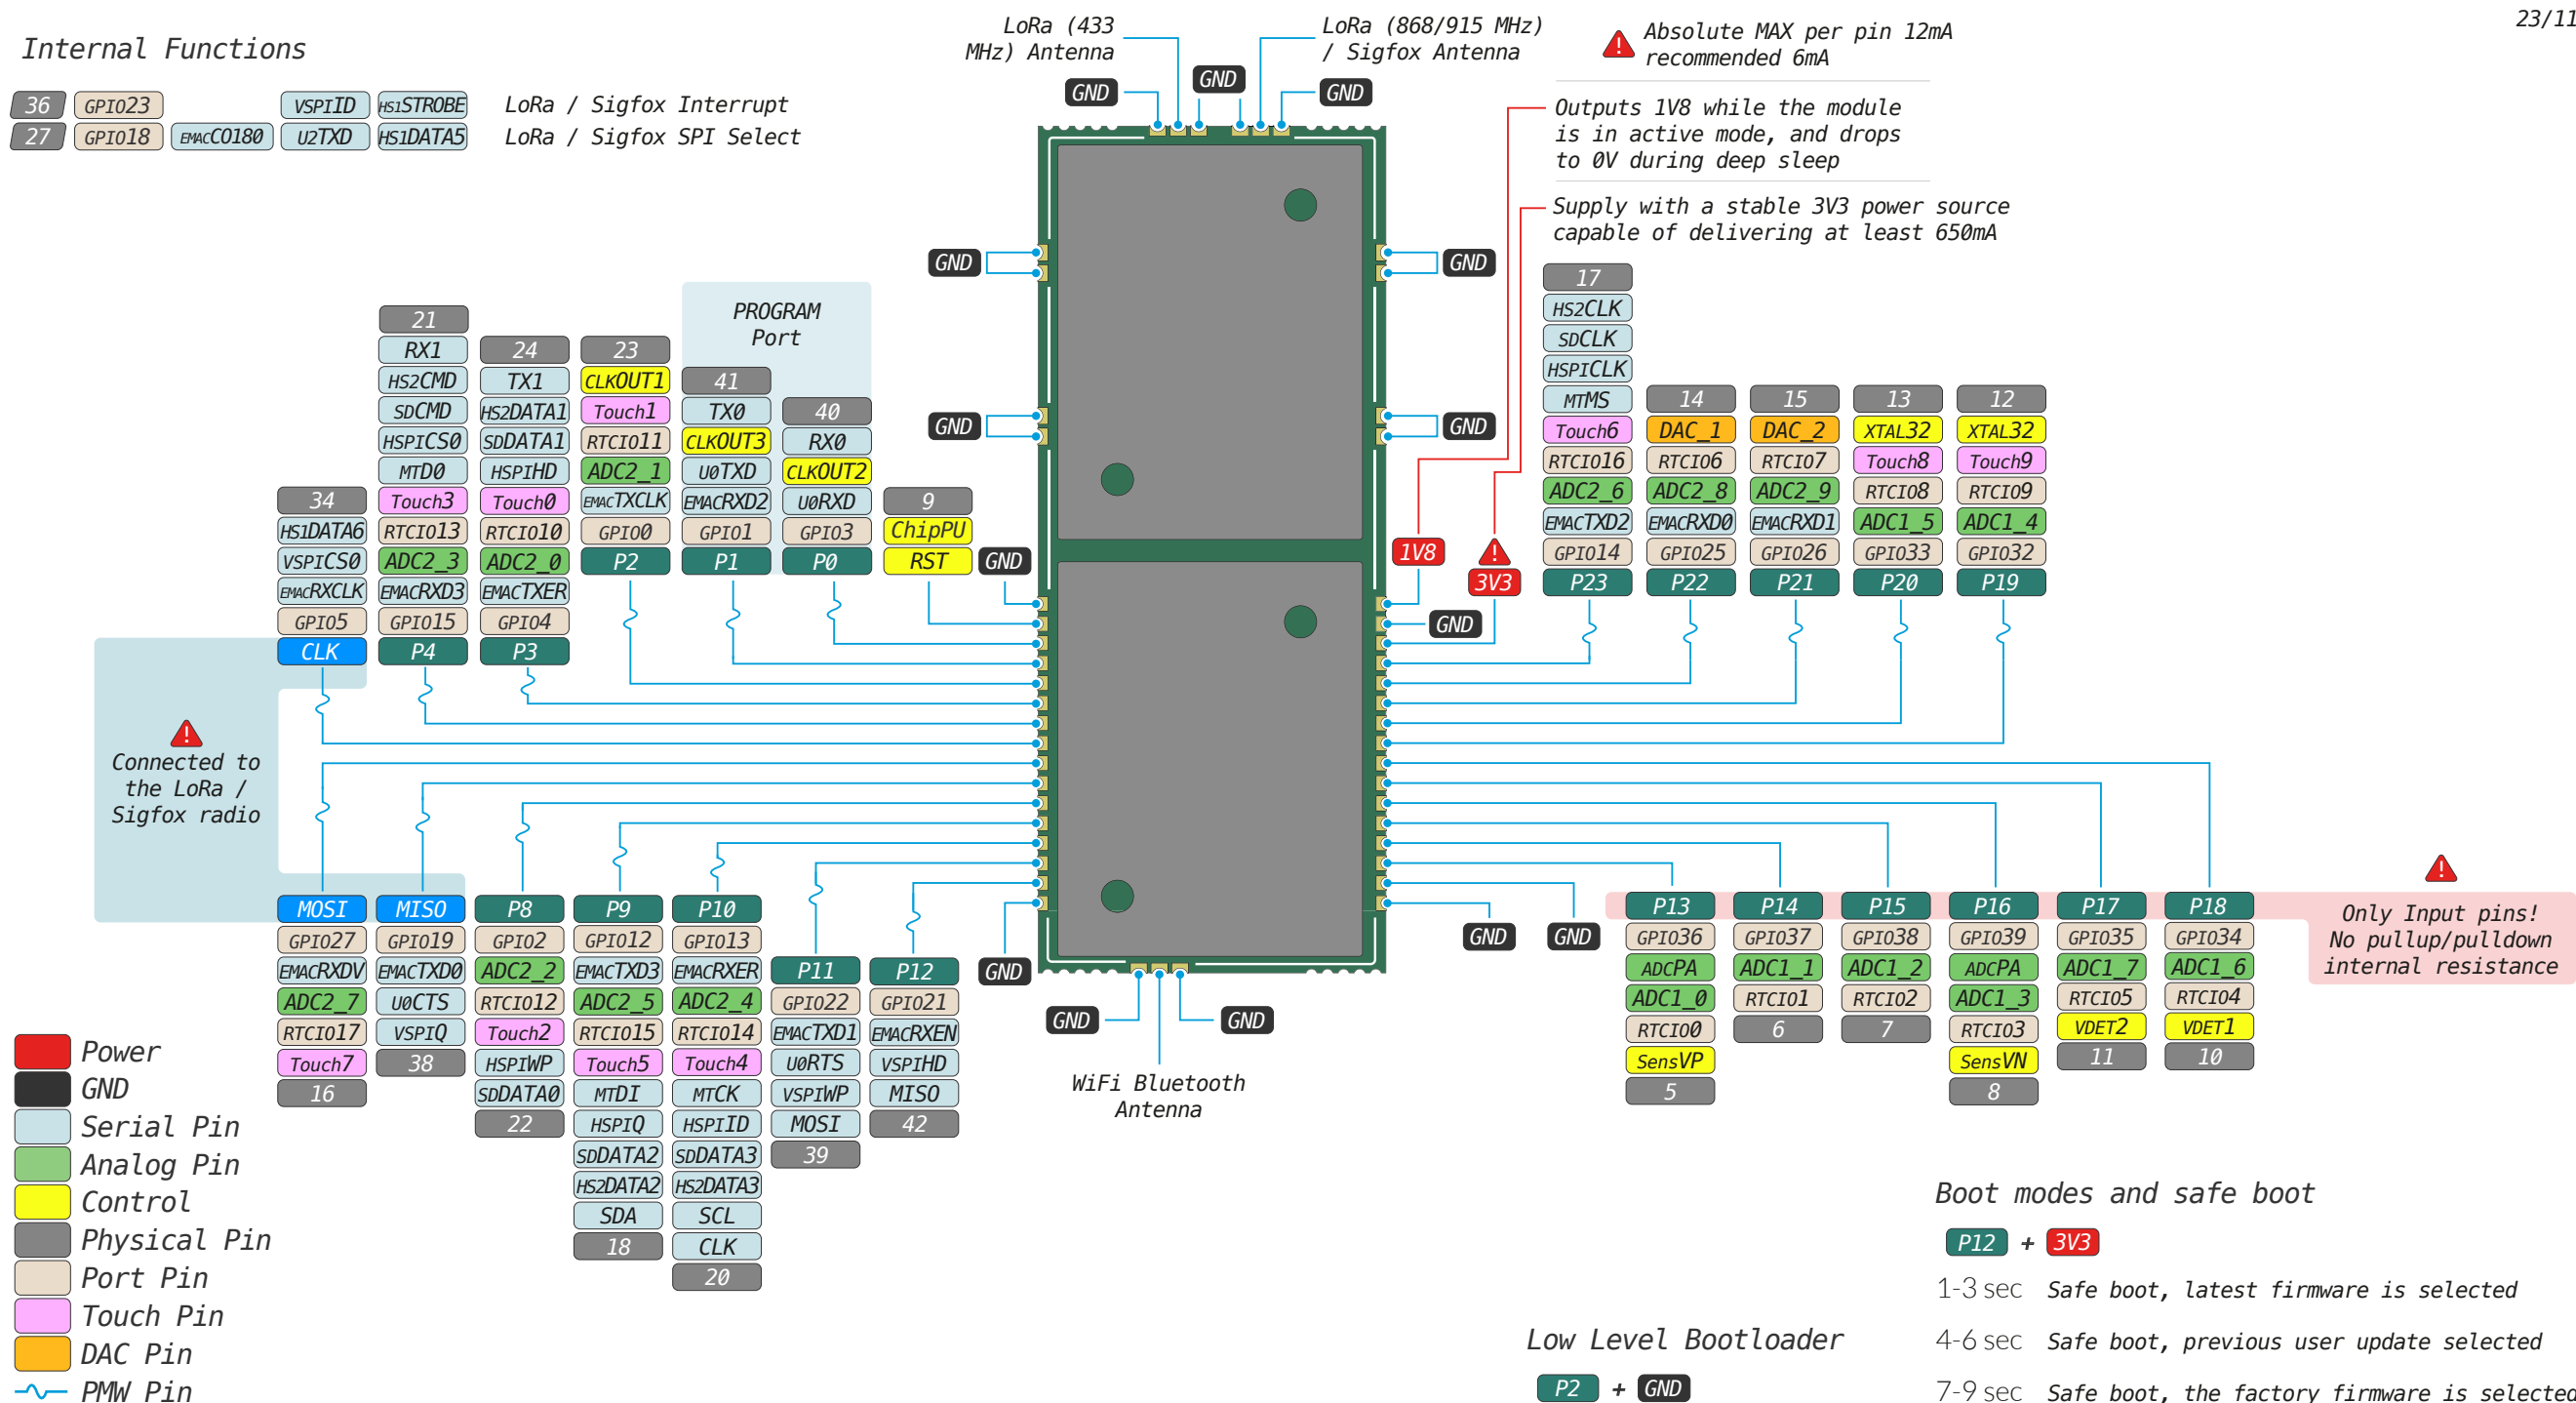 23/11
Internal Functions
36 GPIO23 VSPIID HS1STROBE LoRa / Sigfox Interrupt
27 GPIO18 EMACCO180 U2TXD HS1DATA5 LoRa / Sigfox SPI Select
LoRa (433
MHz) Antenna
LoRa (868/915 MHz)
/ Sigfox Antenna
GND
GND
GND
Absolute MAX per pin 12mA
recommended 6mA
Outputs 1V8 while the module
is in active mode, and drops
to 0V during deep sleep
Supply with a stable 3V3 power source
capable of delivering at least 650mA
GND
GND
GND
GND
PROGRAM
Port
34
HS1DATA6
VSPICS0
EMACRXCLK
GPIO5
CLK
21
RX1
HS2CMD
SDCMD
HSPICS0
MTDO
Touch3
RTCIO13
ADC2_3
EMACRXD3
GPIO15
P4
24
TX1
HS2DATA1
SDDATA1
HSPIHD
Touch0
RTCIO10
ADC2_0
EMACTXER
GPIO4
P3
23
CLKOUT1
Touch1
RTCIO11
ADC2_1
EMACTXCLK
GPIO0
P2
41
TX0
CLKOUT3
U0TXD
EMACRXD2
GPIO1
P1
40
RX0
CLKOUT2
U0RXD
GPIO3
P0
9
ChipPU
RST
GND
1V8
3V3
GND
17
HS2CLK
SDCLK
HSPICLK
MTMS
Touch6
RTCIO16
ADC2_6
EMACTXD2
GPIO14
P23
14
DAC_1
RTCIO6
ADC2_8
EMACRXD0
GPIO25
P22
15
DAC_2
RTCIO7
ADC2_9
EMACRXD1
GPIO26
P21
13
XTAL32
Touch8
RTCIO8
ADC1_5
GPIO33
P20
12
XTAL32
Touch9
RTCIO9
ADC1_4
GPIO32
P19
Connected to
the LoRa /
Sigfox radio
MOSI
GPIO27
EMACRXDV
ADC2_7
RTCIO17
Touch7
16
MISO
GPIO19
EMACTXD0
U0CTS
VSPIQ
38
P8
GPIO2
ADC2_2
RTCIO12
Touch2
HSPIWP
SDDATA0
22
P9
GPIO12
EMACTXD3
ADC2_5
RTCIO15
Touch5
MTDI
HSPIQ
SDDATA2
HS2DATA2
SDA
18
P10
GPIO13
EMACRXER
ADC2_4
RTCIO14
Touch4
MTCK
HSPIID
SDDATA3
HS2DATA3
SCL
CLK
20
P11
GPIO22
EMACTXD1
U0RTS
VSPIWP
MOSI
39
P12
GPIO21
EMACRXEN
VSPIHD
MISO
42
GND
GND
GND
WiFi Bluetooth
Antenna
GND
GND
P13
GPIO36
ADCPA
ADC1_0
RTCIO0
SensVP
5
P14
GPIO37
ADC1_1
RTCIO1
6
P15
GPIO38
ADC1_2
RTCIO2
7
P16
GPIO39
ADCPA
ADC1_3
RTCIO3
SensVN
8
P17
GPIO35
ADC1_7
RTCIO5
VDET2
11
P18
GPIO34
ADC1_6
RTCIO4
VDET1
10
Only Input pins!
No pullup/pulldown
internal resistance
Power
GND
Serial Pin
Analog Pin
Control
Physical Pin
Port Pin
Touch Pin
DAC Pin
PMW Pin
Low Level Bootloader
P2 + GND
Boot modes and safe boot
P12 + 3V3
1-3 sec Safe boot, latest firmware is selected
4-6 sec Safe boot, previous user update selected
7-9 sec Safe boot, the factory firmware is selected